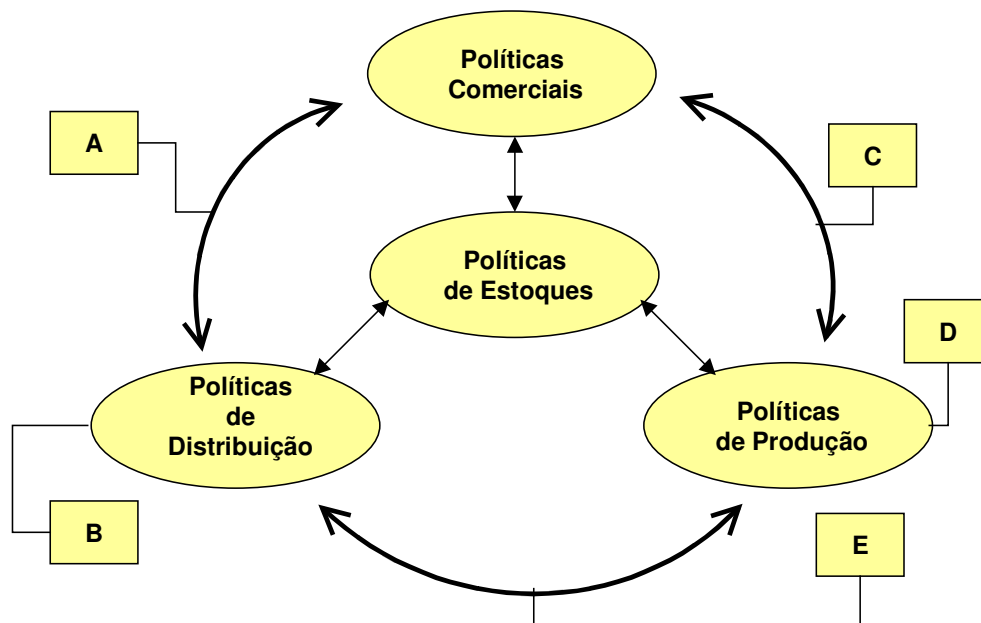 Políticas
Comerciais
A
C
Políticas
de Estoques
D
Políticas
de
Distribuição
Políticas
de Produção
B
E